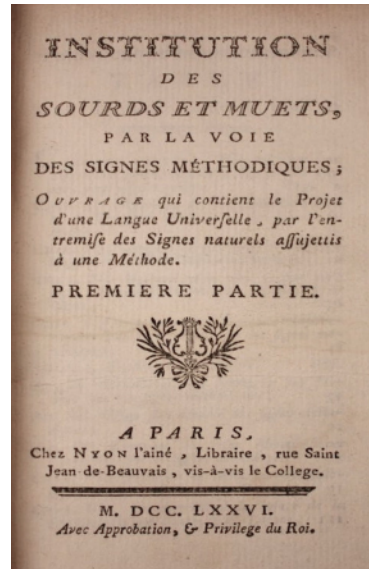 INSTITUTION
DES
SOURDS ET MUETS,
PAR LA VOIE
DES SIGNES MÉTHODIQUES;
OUVRAGE qui contient le Projet
d'une Langue Univerſelle, par l'en-
tremiſe des Signes naturels aſſujettis
à une Méthode.
PREMIERE PARTIE.
A PARIS,
Chez NYON l'aîné, Libraire, rue Saint
Jean-de-Beauvais, vis-à-vis le College.
M. DCC. LXXVI.
Avec Approbation, & Privilege du Roi.